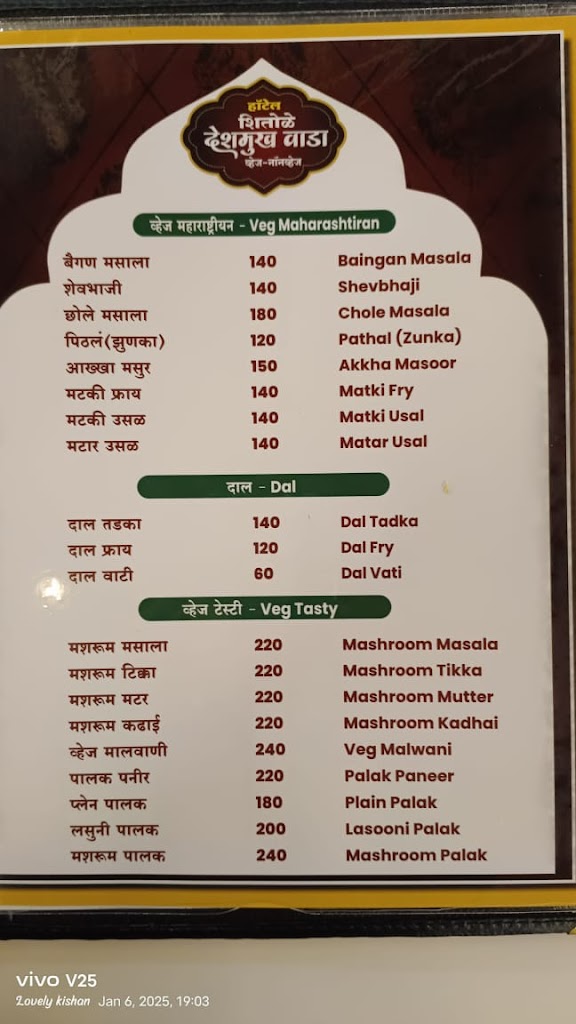 हॉटेल
शितोळे
देशमुख वाडा
व्हेज-नॉनव्हेज
व्हेज महाराष्ट्रीयन - Veg Maharashtiran
बैगण मसाला 140 Baingan Masala
शेवभाजी 140 Shevbhaji
छोले मसाला 180 Chole Masala
पिठलं(झुणका) 120 Pathal (Zunka)
आख्खा मसुर 150 Akkha Masoor
मटकी फ्राय 140 Matki Fry
मटकी उसळ 140 Matki Usal
मटार उसळ 140 Matar Usal
दाल - Dal
दाल तडका 140 Dal Tadka
दाल फ्राय 120 Dal Fry
दाल वाटी 60 Dal Vati
व्हेज टेस्टी - Veg Tasty
मशरूम मसाला 220 Mashroom Masala
मशरूम टिक्का 220 Mashroom Tikka
मशरूम मटर 220 Mashroom Mutter
मशरूम कढाई 220 Mashroom Kadhai
व्हेज मालवाणी 240 Veg Malwani
पालक पनीर 220 Palak Paneer
प्लेन पालक 180 Plain Palak
लसुनी पालक 200 Lasooni Palak
मशरूम पालक 240 Mashroom Palak
vivo V25
Lovely kishan Jan 6, 2025, 19:03